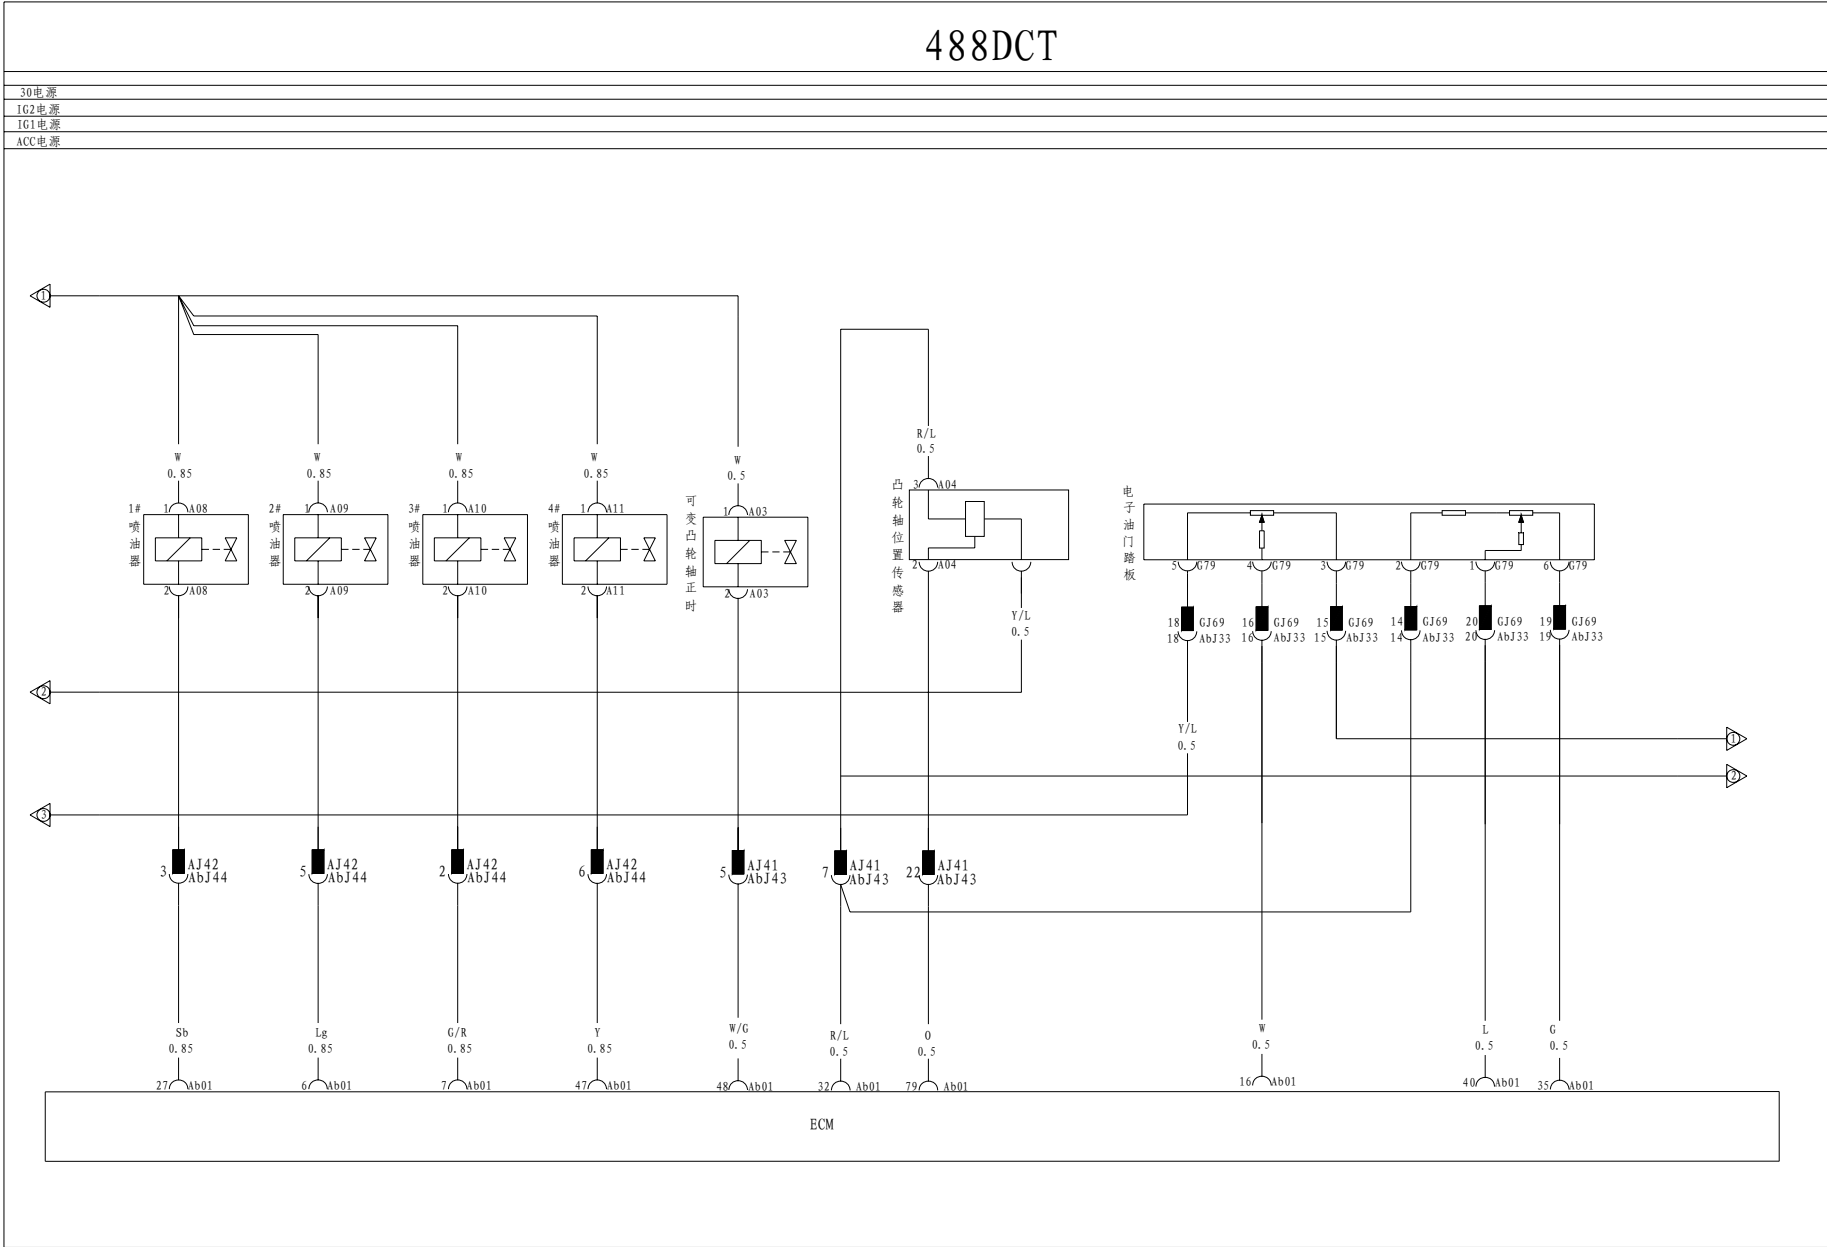 488DCT
30电源
IG2电源
IG1电源
ACC电源
1
R/L
0.5
W
0.85
W
0.85
W
0.85
W
0.85
W
0.5
1#喷油器
1 A08
2#喷油器
1 A09
3#喷油器
1 A10
4#喷油器
1 A11
可变凸轮轴正时
1 A03
凸轮轴位置传感器
3 A04
电子油门踏板
2 A08
2 A09
2 A10
2 A11
2 A03
2 A04
5 G79
4 G79
3 G79
2 G79
1 G79
6 G79
Y/L
0.5
18 GJ69
18 AbJ33
16 GJ69
16 AbJ33
15 GJ69
15 AbJ33
14 GJ69
14 AbJ33
20 GJ69
20 AbJ33
19 GJ69
19 AbJ33
2
Y/L
0.5
1
2
3
3 AJ42
AbJ44
5 AJ42
AbJ44
2 AJ42
AbJ44
6 AJ42
AbJ44
5 AJ41
AbJ43
7 AJ41
AbJ43
22 AJ41
AbJ43
Sb
0.85
Lg
0.85
G/R
0.85
Y
0.85
W/G
0.5
R/L
0.5
O
0.5
W
0.5
L
0.5
G
0.5
27 Ab01
6 Ab01
7 Ab01
47 Ab01
48 Ab01
32 Ab01
79 Ab01
16 Ab01
40 Ab01
35 Ab01
ECM